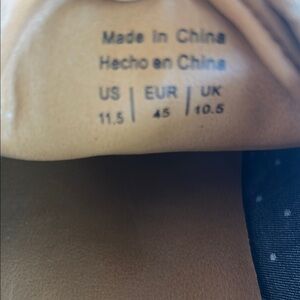 Made in China
Hecho en China
US | EUR | UK
11.5 | 45 | 10.5